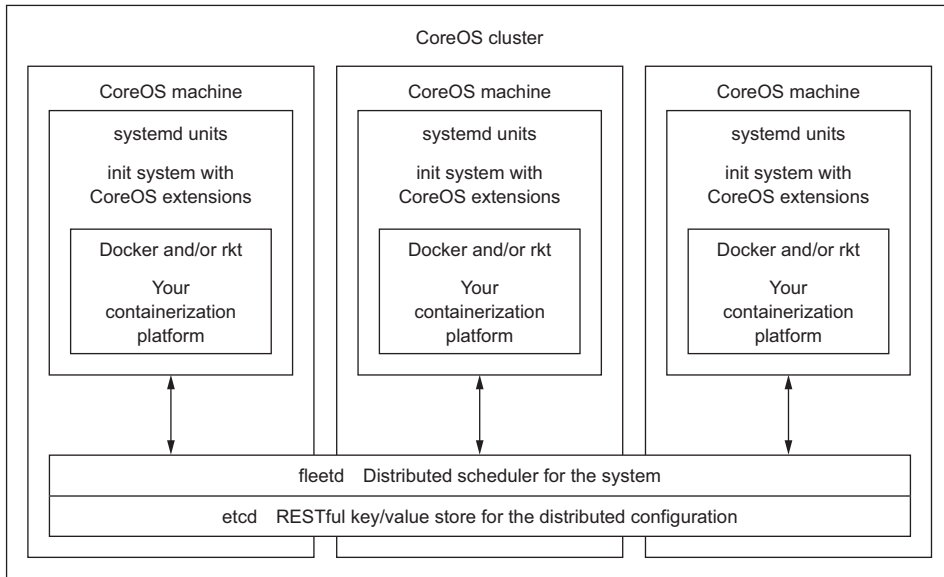 CoreOS cluster
CoreOS machine
systemd units
init system with
CoreOS extensions
Docker and/or rkt
Your
containerization
platform
CoreOS machine
systemd units
init system with
CoreOS extensions
Docker and/or rkt
Your
containerization
platform
CoreOS machine
systemd units
init system with
CoreOS extensions
Docker and/or rkt
Your
containerization
platform
fleetd Distributed scheduler for the system
etcd RESTful key/value store for the distributed configuration